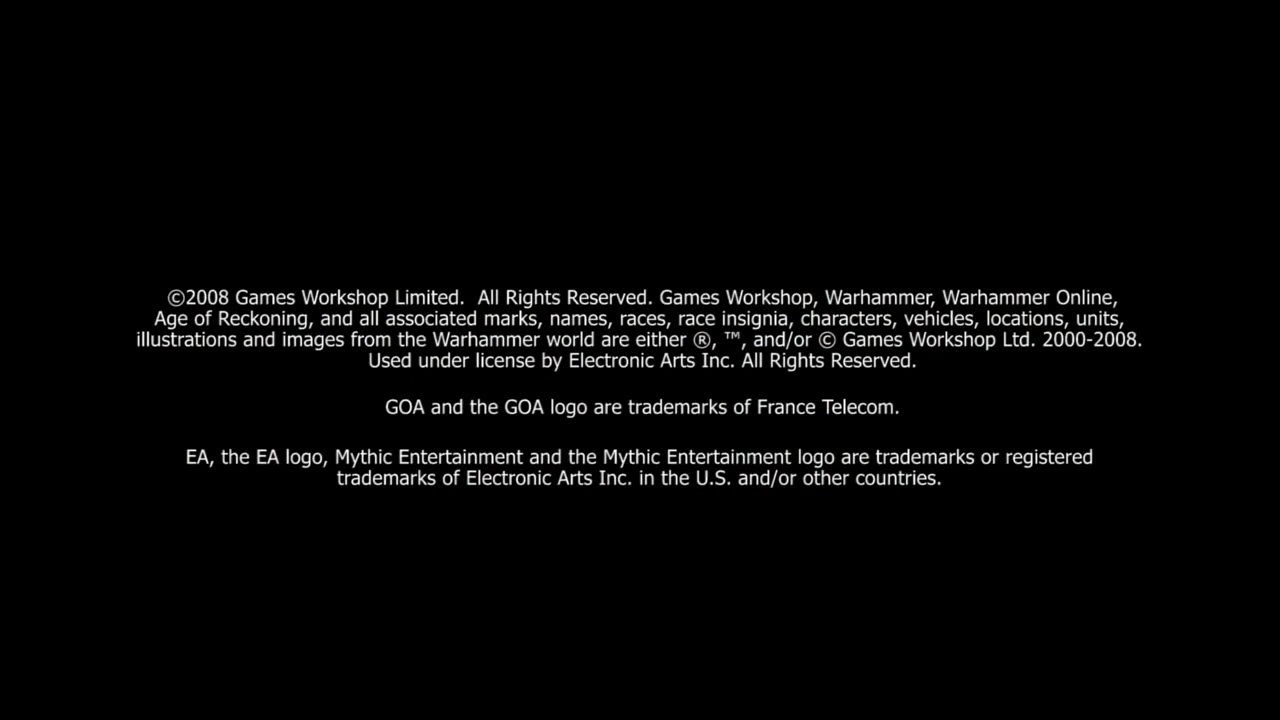 ©2008 Games Workshop Limited.  All Rights Reserved. Games Workshop, Warhammer, Warhammer Online,
Age of Reckoning, and all associated marks, names, races, race insignia, characters, vehicles, locations, units,
illustrations and images from the Warhammer world are either ®, ™, and/or © Games Workshop Ltd. 2000-2008.
Used under license by Electronic Arts Inc. All Rights Reserved.
GOA and the GOA logo are trademarks of France Telecom.
EA, the EA logo, Mythic Entertainment and the Mythic Entertainment logo are trademarks or registered
trademarks of Electronic Arts Inc. in the U.S. and/or other countries.